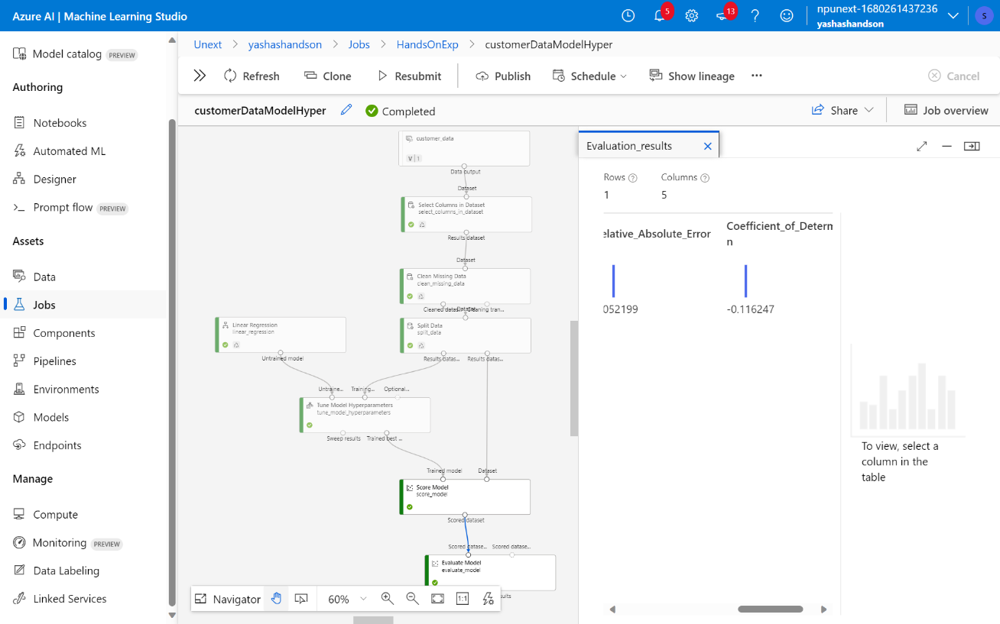 Azure AI | Machine Learning Studio
5
13
?
npunext-1680261437236
yashashandson
S
Model catalog PREVIEW
Authoring
Notebooks
Automated ML
Designer
Prompt flow PREVIEW
Assets
Data
Jobs
Components
Pipelines
Environments
Models
Endpoints
Manage
Compute
Monitoring PREVIEW
Data Labeling
Linked Services
Unext > yashashandson > Jobs > HandsOnExp > customerDataModelHyper
Refresh
Clone
Resubmit
Publish
Schedule
Show lineage
...
Cancel
customerDataModelHyper
Completed
Share
Job overview
customer_data
V | 1
Data output
Dataset
Select Columns in Dataset
select_columns_in_dataset
Results dataset
Dataset
Clean Missing Data
clean_missing_data
Cleaned datas...
Dataset
Cleaning tran...
Linear Regression
linear_regression
Untrained model
Split Data
split_data
Results datas...
Results datas...
Untraine...
Training...
Optional...
Tune Model Hyperparameters
tune_model_hyperparameters
Sweep results
Trained best ...
Trained model
Dataset
Score Model
score_model
Scored dataset
Scored datase...
Scored datase...
Evaluate Model
evaluate_model
sults
Navigator
60%
1:1
Evaluation_results
Rows ?
Columns ?
1
5
elative_Absolute_Error
Coefficient_of_Determ
n
052199
-0.116247
To view, select a
column in the
table